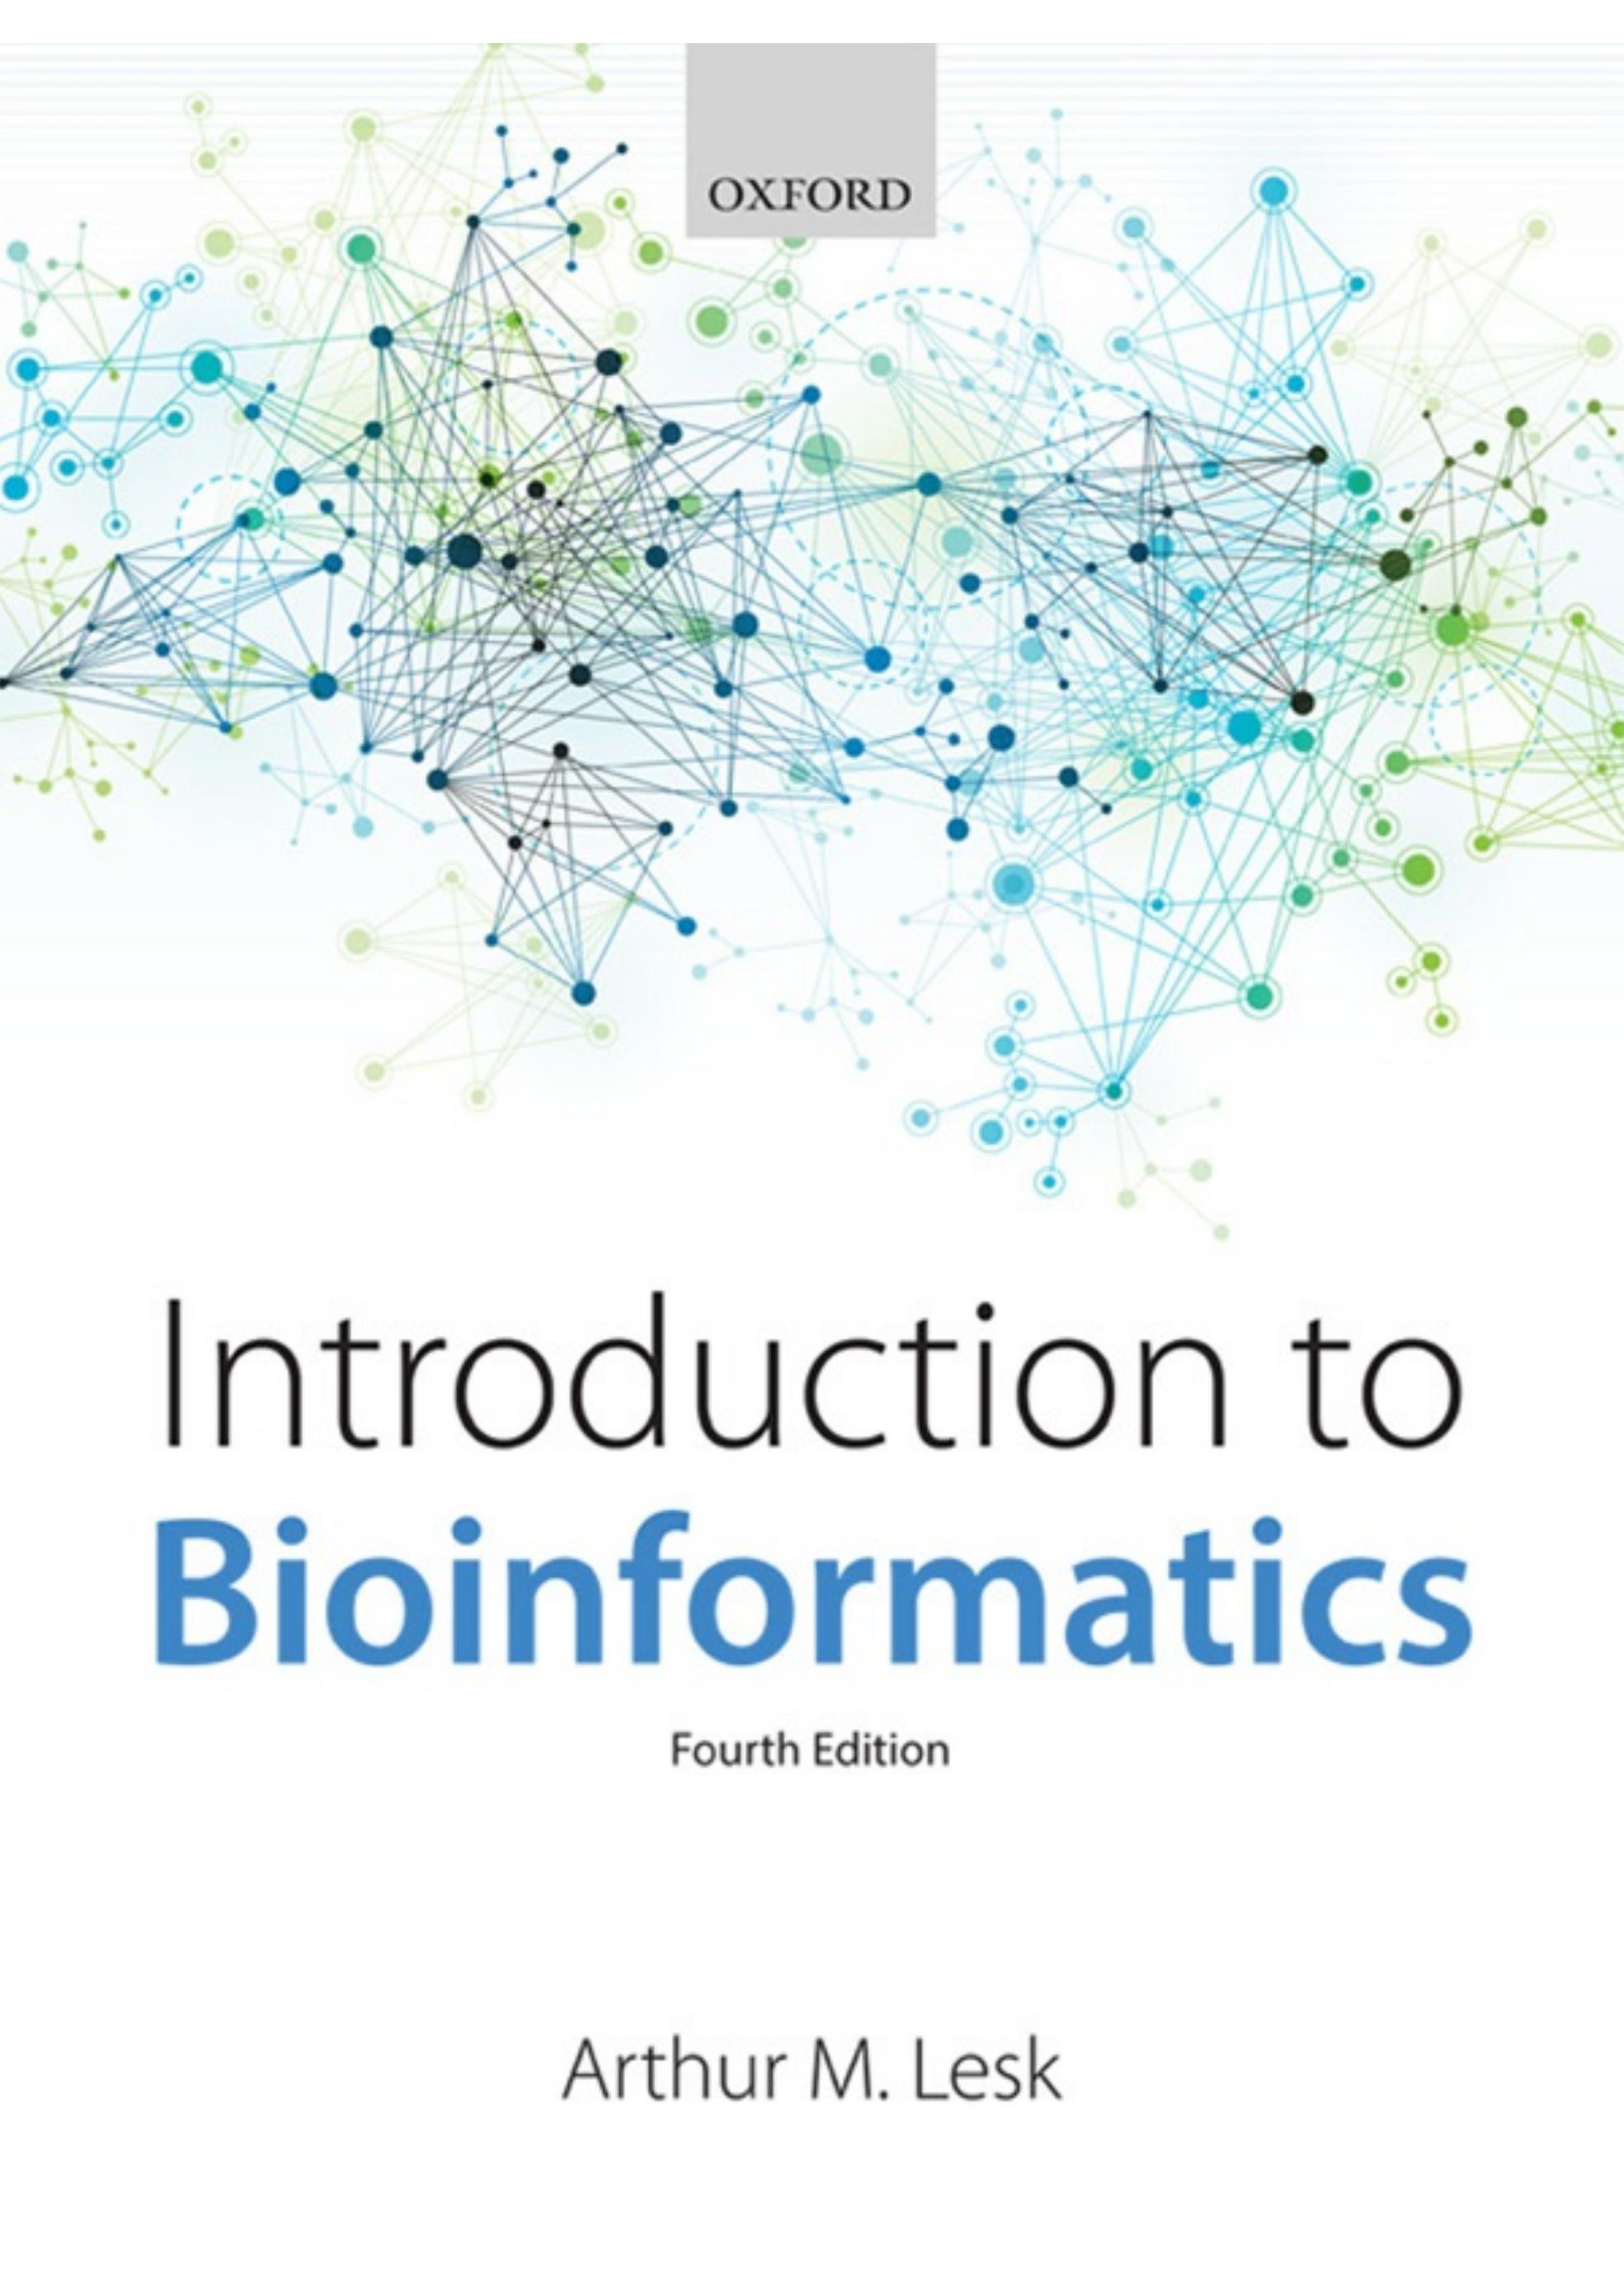 OXFORD
Introduction to
Bioinformatics
Fourth Edition
Arthur M. Lesk